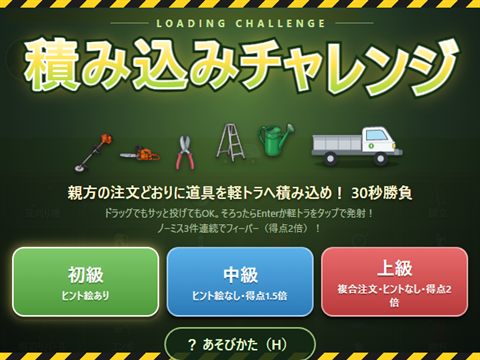 LOADING CHALLENGE
積み込みチャレンジ
親方の注文どおりに道具を軽トラへ積み込め！ 30秒勝負
ドラッグでもサッと投げてもOK。そろったらEnterか軽トラをタップで発射！
ノーミス3件連続でフィーバー（得点2倍）！
初級
ヒント絵あり
中級
ヒント絵なし・得点1.5倍
上級
複合注文・ヒントなし・得点2
倍
? あそびかた（H）